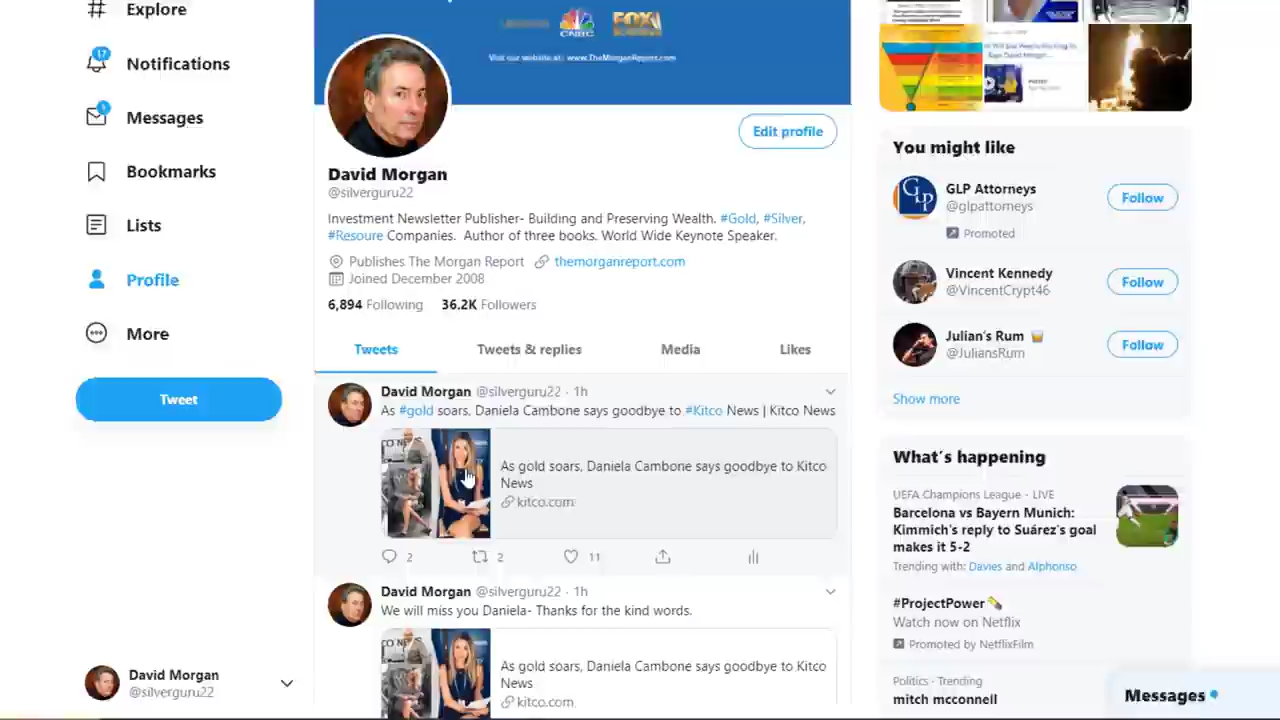 Explore
17
Notifications
Messages
Bookmarks
Lists
Profile
More
Tweet
David Morgan
@silverguru22
CNBC
FOX
Visit our website at: www.TheMorganReport.com
Edit profile
David Morgan
@silverguru22
Investment Newsletter Publisher- Building and Preserving Wealth. #Gold, #Silver,
#Resoure Companies. Author of three books. World Wide Keynote Speaker.
Publishes The Morgan Report themorganreport.com
Joined December 2008
6,894 Following 36.2K Followers
Tweets Tweets & replies Media Likes
David Morgan @silverguru22 · 1h
As #gold soars, Daniela Cambone says goodbye to #Kitco News | Kitco News
As gold soars, Daniela Cambone says goodbye to Kitco
News
kitco.com
2 2 11
David Morgan @silverguru22 · 1h
We will miss you Daniela- Thanks for the kind words.
As gold soars, Daniela Cambone says goodbye to Kitco
News
kitco.com
You might like
GLP Attorneys
@glpattorneys
Promoted
Follow
Vincent Kennedy
@VincentCrypt46
Follow
Julian's Rum 🥃
@JuliansRum
Follow
Show more
What's happening
UEFA Champions League · LIVE
Barcelona vs Bayern Munich:
Kimmich's reply to Suárez's goal
makes it 5-2
Trending with: Davies and Alphonso
#ProjectPower
Watch now on Netflix
Promoted by NetflixFilm
Politics · Trending
mitch mcconnell
Messages